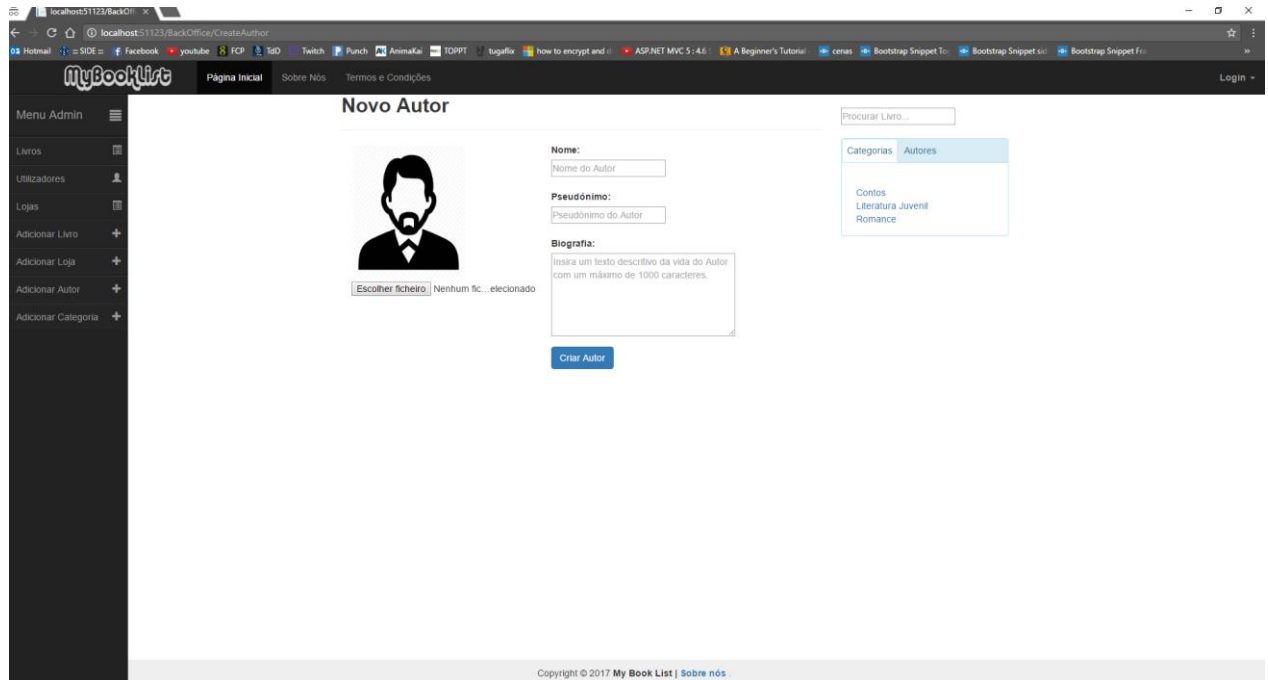 localhost:51123/BackOffi
localhost:51123/BackOffice/CreateAuthor
Hotmail :: =SIDE= Facebook youtube FCP TdD Twitch Punch AnimaKai TOPPT tugaflix how to encrypt and d ASP.NET MVC 5 : 4.6 A Beginner's Tutorial cenas Bootstrap Snippet To Bootstrap Snippet sid Bootstrap Snippet Fro »
MyBookList Página Inicial Sobre Nós Termos e Condições Login
Menu Admin
Livros
Utilizadores
Lojas
Adicionar Livro
Adicionar Loja
Adicionar Autor
Adicionar Categoria
Novo Autor
Escolher ficheiro Nenhum fic...elecionado
Nome:
Nome do Autor
Pseudónimo:
Pseudónimo do Autor
Biografia:
Insira um texto descritivo da vida do Autor
com um máximo de 1000 caracteres.
Criar Autor
Procurar Livro...
Categorias Autores
Contos
Literatura Juvenil
Romance
Copyright © 2017 My Book List | Sobre nós .